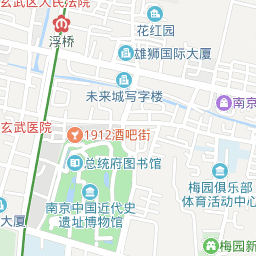 玄武区人民法院
浮桥
花红园
雄狮国际大厦
未来城写字楼
南京
玄武医院
1912酒吧街
总统府图书馆
梅园俱乐部
体育活动中心
南京中国近代史
遗址博物馆
大厦
梅园新